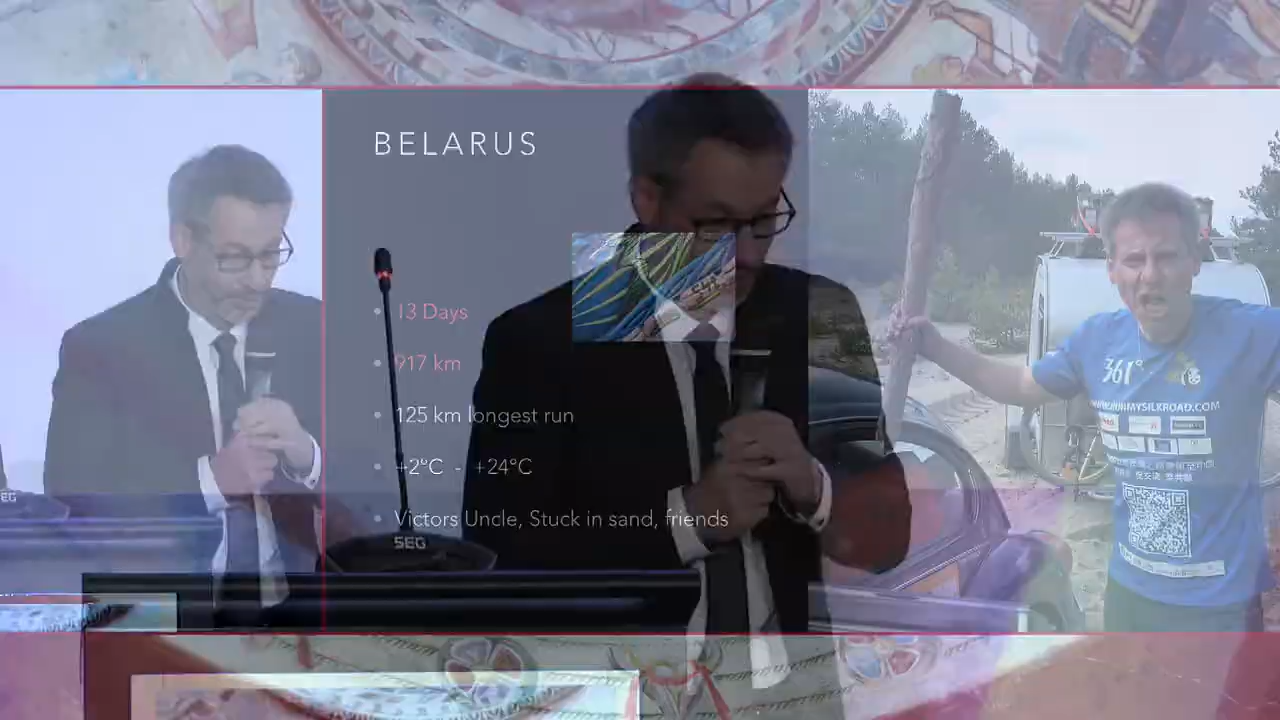 BELARUS
13 Days
917 km
125 km longest run
+2°C - +24°C
Victors Uncle, Stuck in sand, friends
SEG
EG
361°
WWW.RUNMYSILKROAD.COM